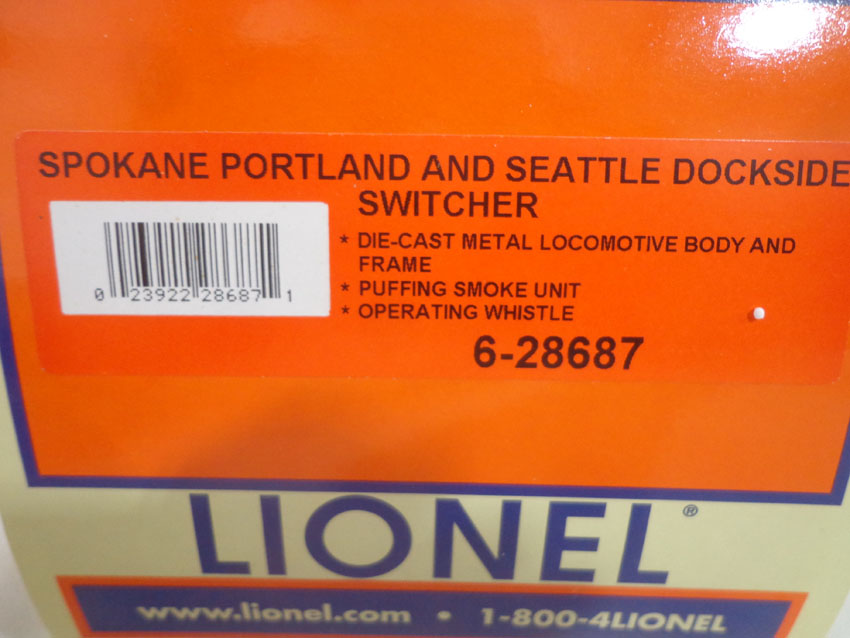 SPOKANE PORTLAND AND SEATTLE DOCKSIDE
SWITCHER
* DIE-CAST METAL LOCOMOTIVE BODY AND
FRAME
* PUFFING SMOKE UNIT
* OPERATING WHISTLE
0 23922 28687 1
6-28687
LIONEL®
www.lionel.com • 1-800-4LIONEL